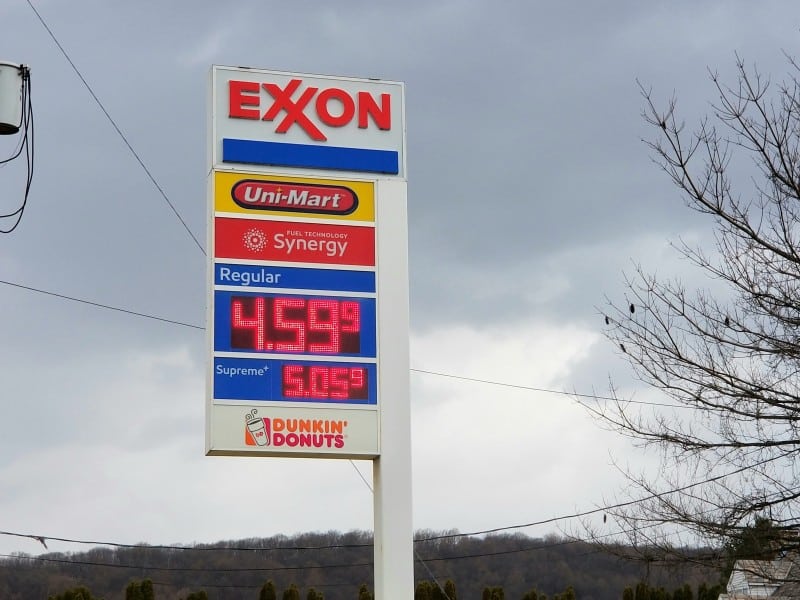 EXXON
Uni-Mart
FUEL TECHNOLOGY
Synergy
Regular
4.59 9
Supreme+
5.05 9
DUNKIN'
DONUTS